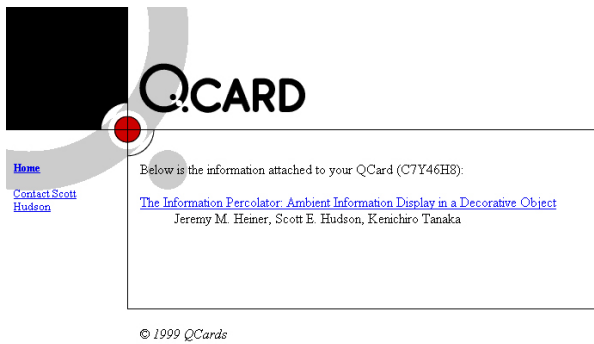 QCARD
Home
Contact Scott
Hudson
Below is the information attached to your QCard (C7Y46H8):
The Information Percolator: Ambient Information Display in a Decorative Object
Jeremy M. Heiner, Scott E. Hudson, Kenichiro Tanaka
© 1999 QCards